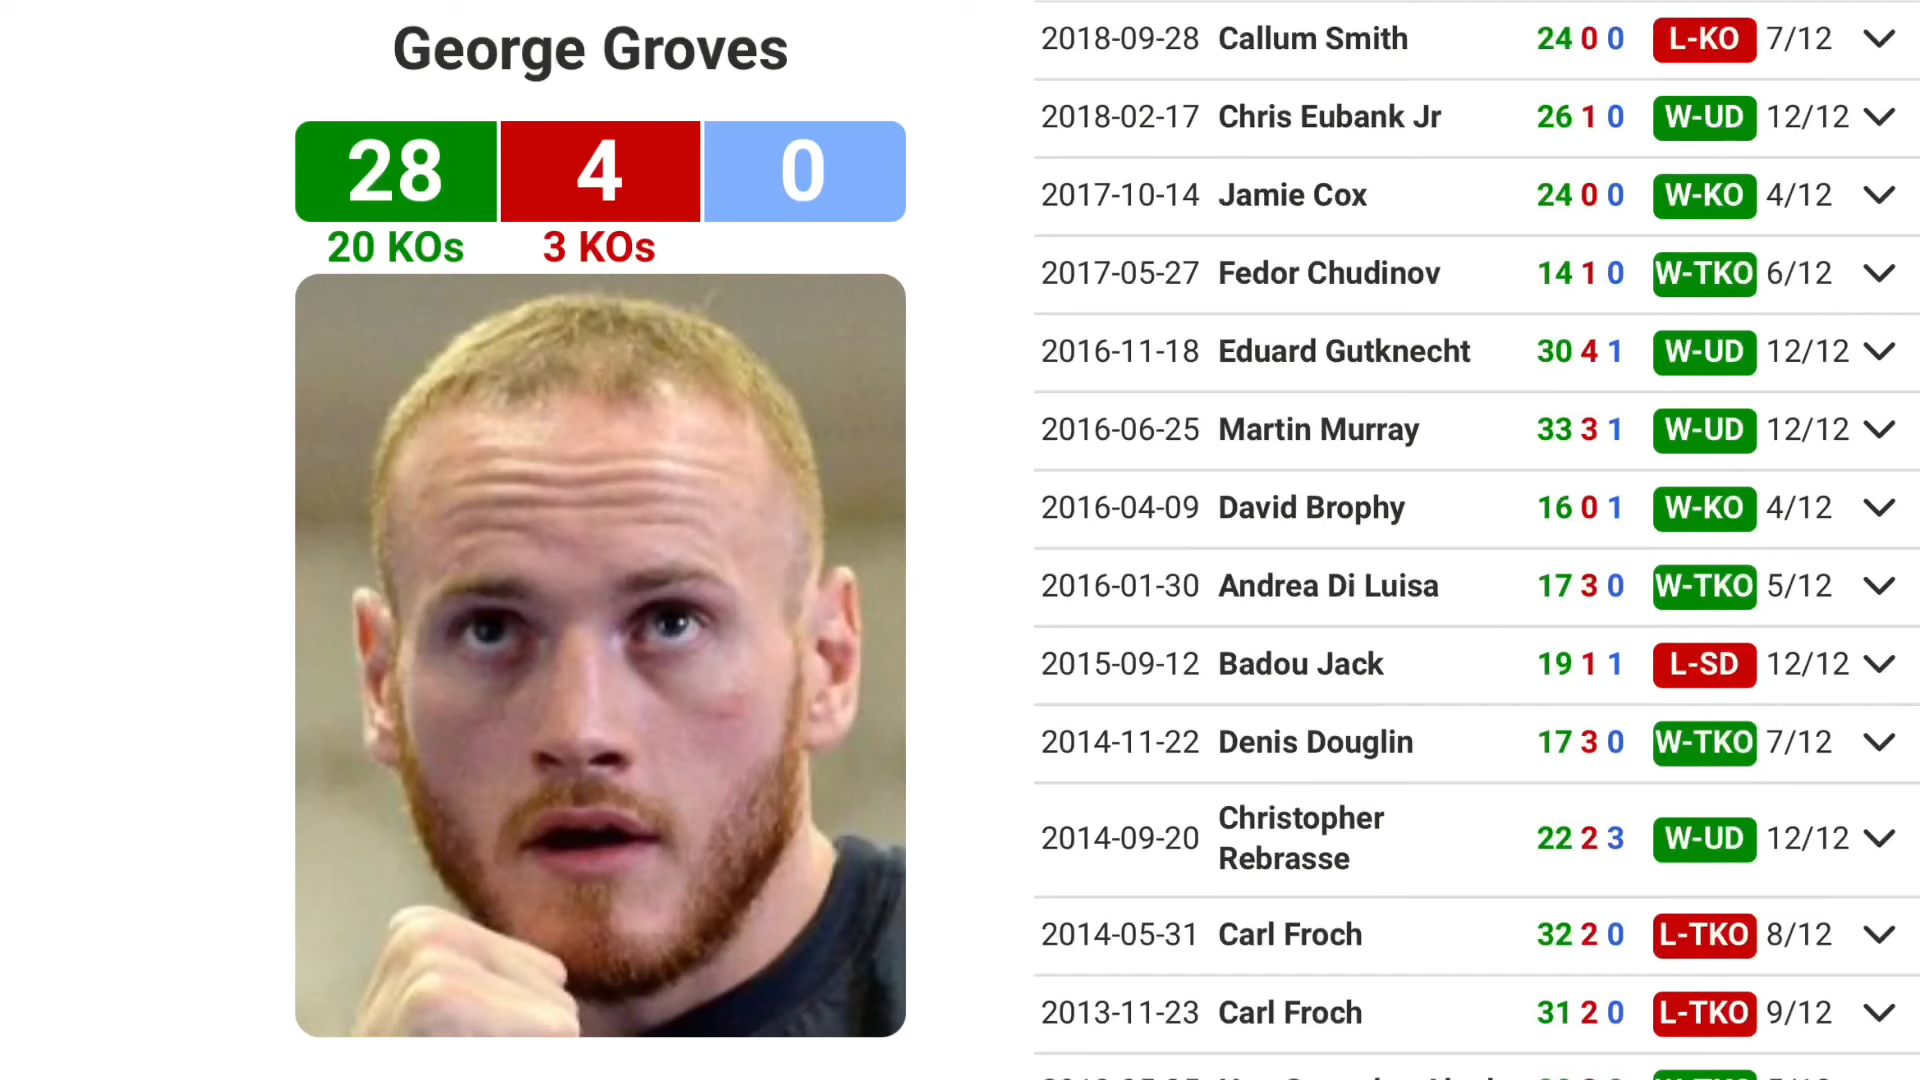 George Groves
28 4 0
20 KOs 3 KOs
2018-09-28 Callum Smith 24 0 0 L-KO 7/12
2018-02-17 Chris Eubank Jr 26 1 0 W-UD 12/12
2017-10-14 Jamie Cox 24 0 0 W-KO 4/12
2017-05-27 Fedor Chudinov 14 1 0 W-TKO 6/12
2016-11-18 Eduard Gutknecht 30 4 1 W-UD 12/12
2016-06-25 Martin Murray 33 3 1 W-UD 12/12
2016-04-09 David Brophy 16 0 1 W-KO 4/12
2016-01-30 Andrea Di Luisa 17 3 0 W-TKO 5/12
2015-09-12 Badou Jack 19 1 1 L-SD 12/12
2014-11-22 Denis Douglin 17 3 0 W-TKO 7/12
Christopher
2014-09-20 22 2 3 W-UD 12/12
Rebrasse
2014-05-31 Carl Froch 32 2 0 L-TKO 8/12
2013-11-23 Carl Froch 31 2 0 L-TKO 9/12